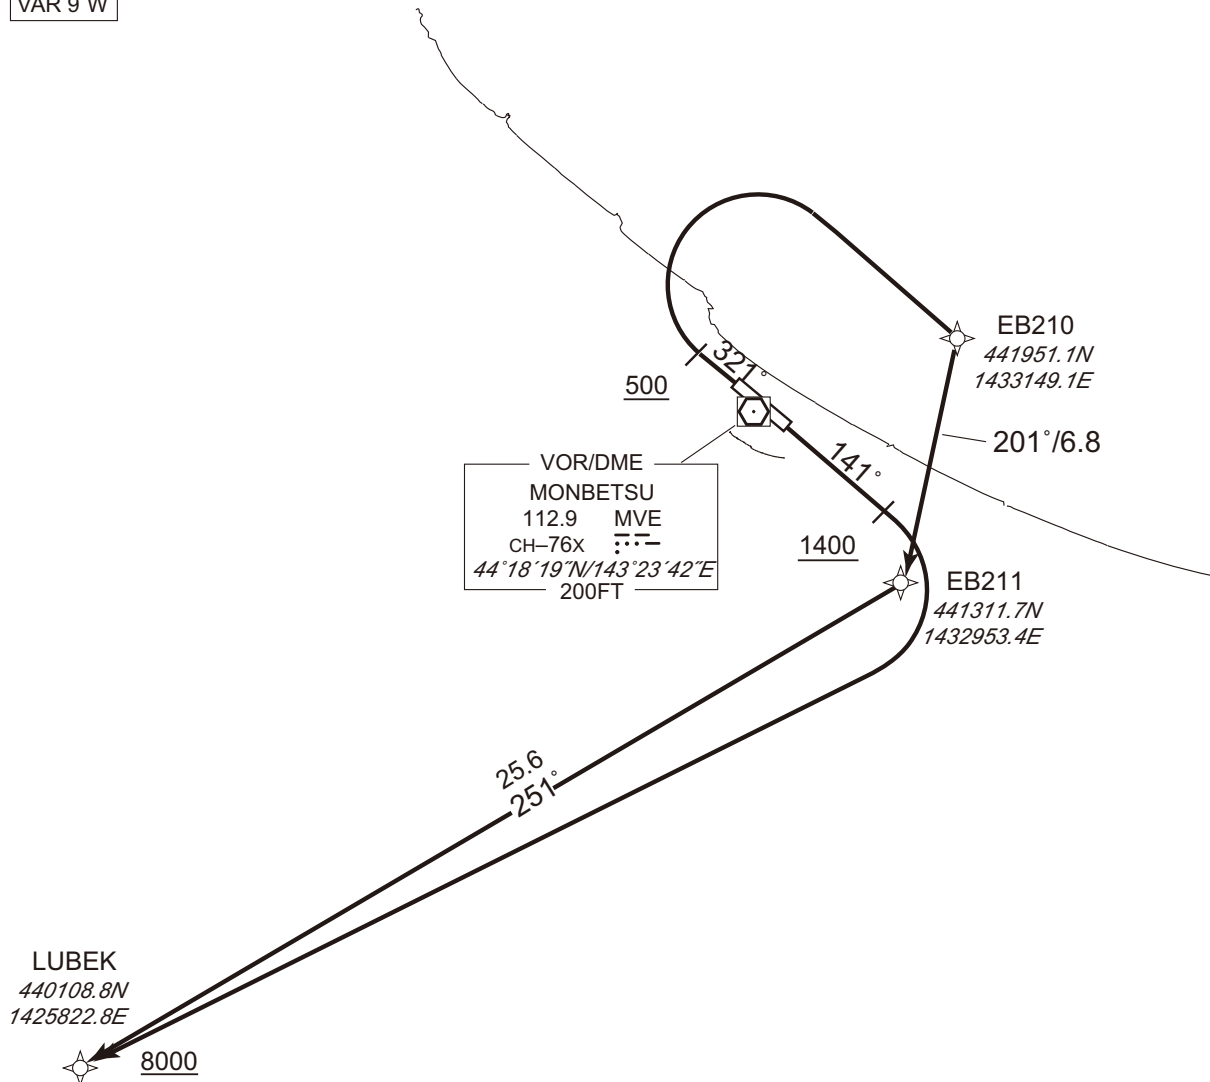 VAR 9°W
321°
500
EB210
441951.1N
1433149.1E
201°/6.8
141°
VOR/DME
MONBETSU
112.9 MVE
CH–76X
44°18´19˝N/143°23´42˝E
200FT
1400
EB211
441311.7N
1432953.4E
25.6
251°
LUBEK
440108.8N
1425822.8E
8000